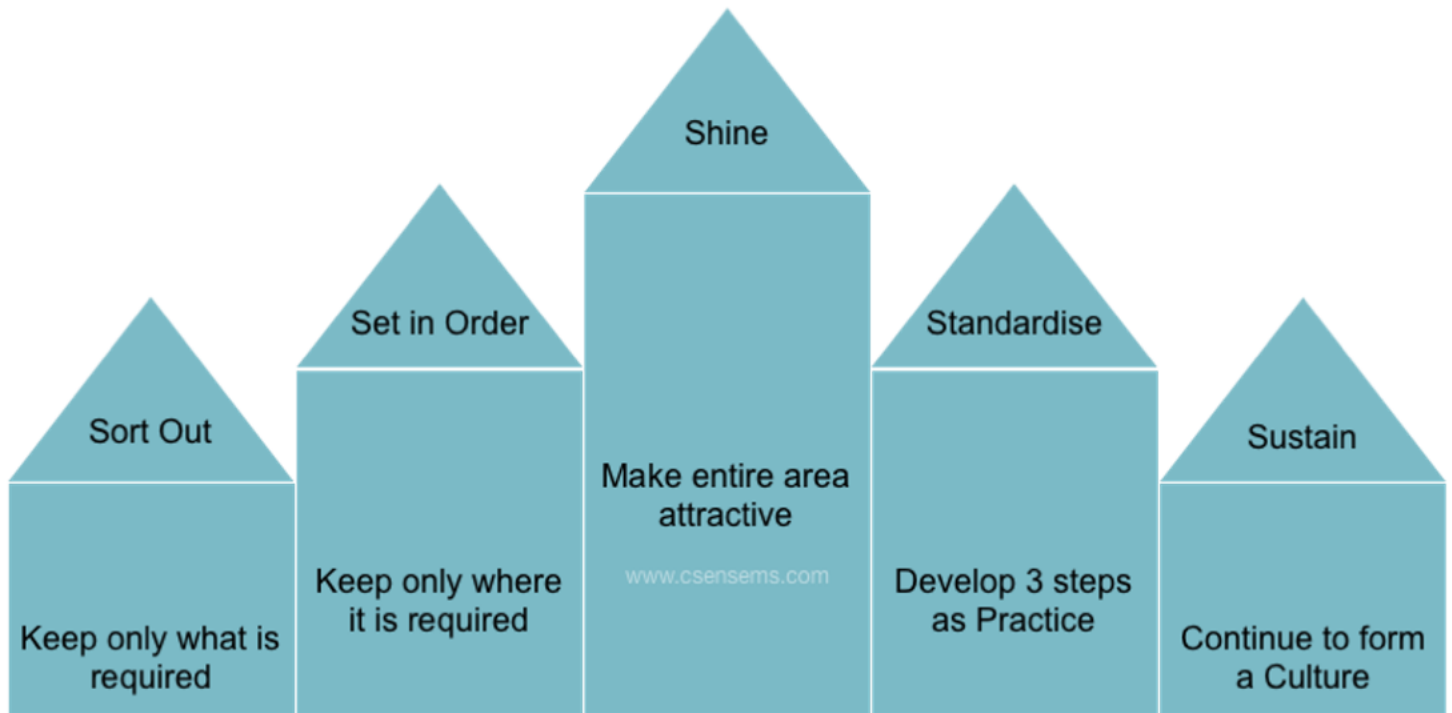 Sort Out
Keep only what is
required
Set in Order
Keep only where
it is required
Shine
Make entire area
attractive
www.csensems.com
Standardise
Develop 3 steps
as Practice
Sustain
Continue to form
a Culture